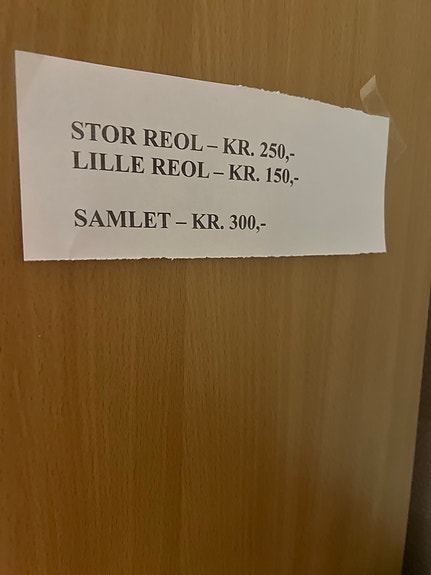 STOR REOL – KR. 250,-
LILLE REOL – KR. 150,-
SAMLET – KR. 300,-